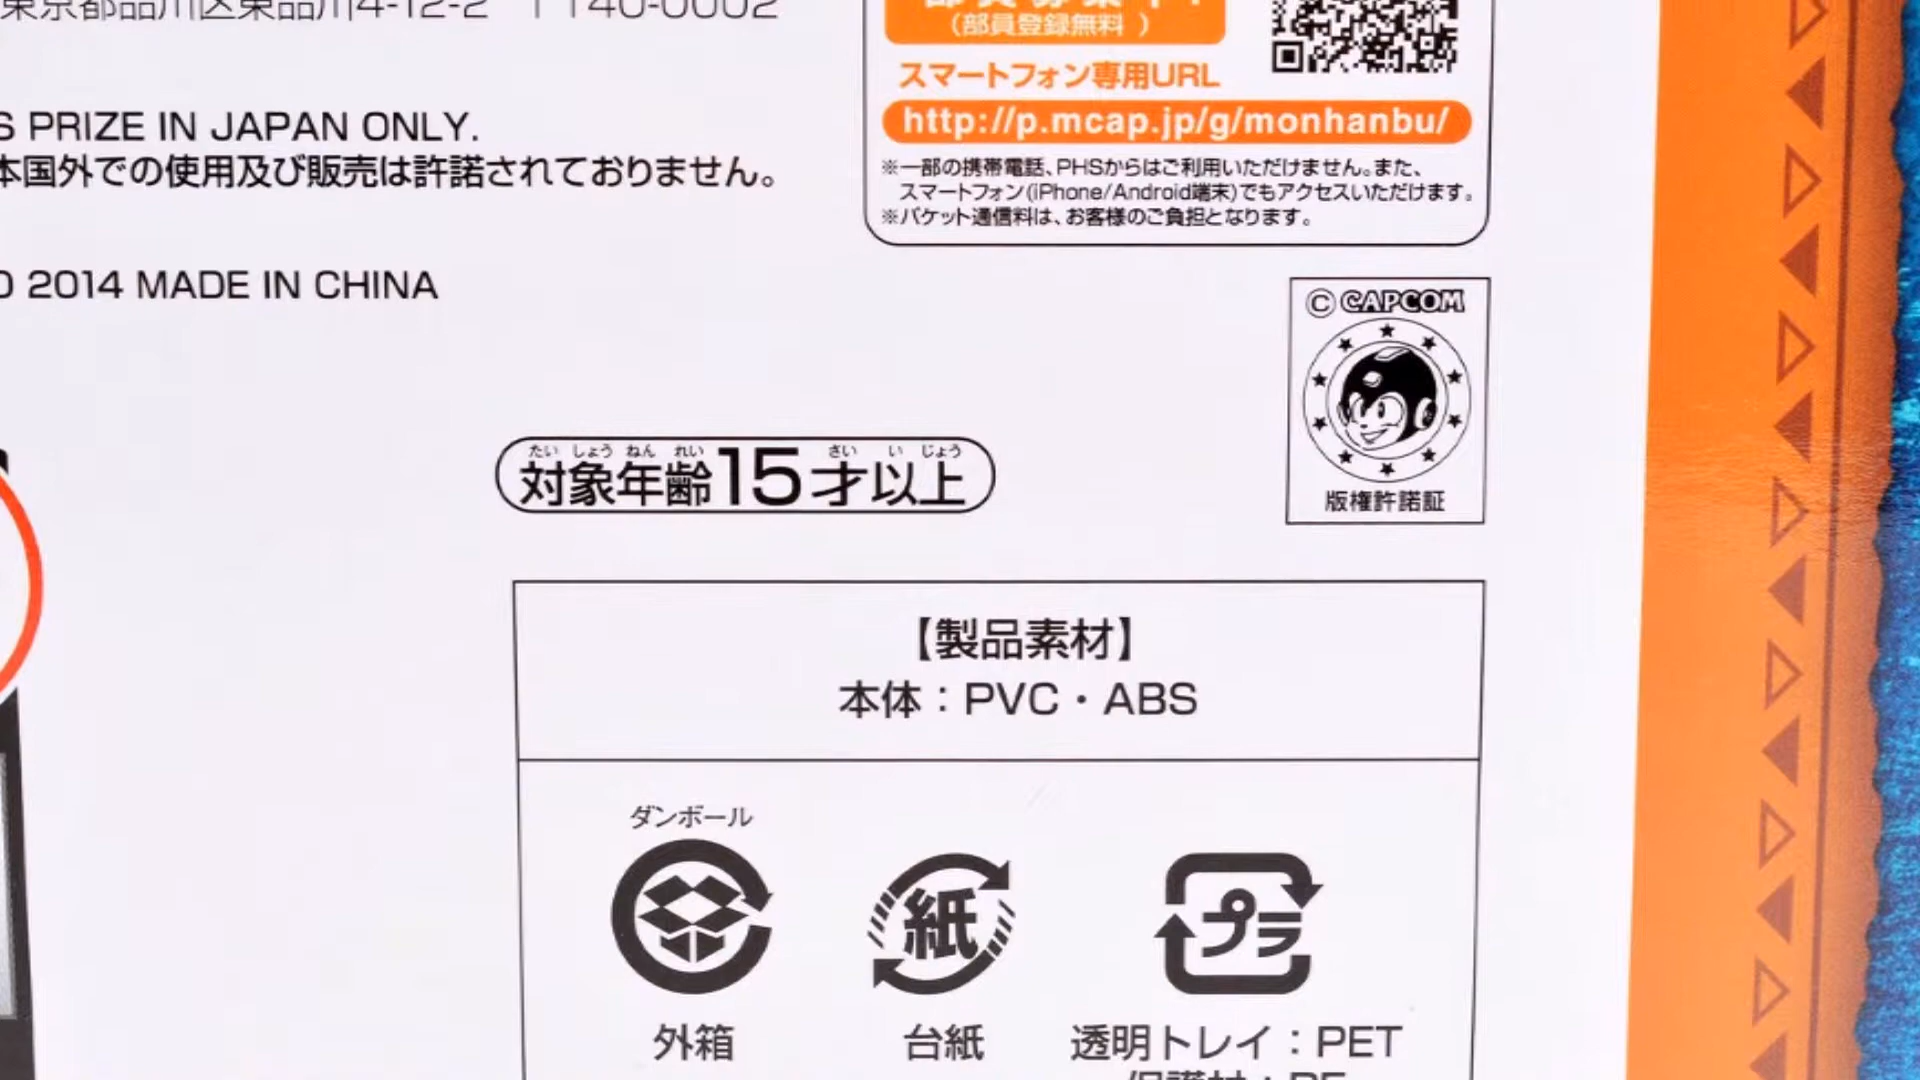 東京都品川区東品川4-12-2 〒140-0002
(部員登録無料 )
スマートフォン専用URL
http://p.mcap.jp/g/monhanbu/
※一部の携帯電話、PHSからはご利用いただけません。また、
スマートフォン(iPhone/Android端末)でもアクセスいただけます。
※パケット通信料は、お客様のご負担となります。
S PRIZE IN JAPAN ONLY.
本国外での使用及び販売は許諾されておりません。
2014 MADE IN CHINA
© CAPCOM
版権許諾証
たいしょうねんれい さい い じょう
対象年齢15才以上
【製品素材】
本体：PVC・ABS
ダンボール
紙
プラ
外箱
台紙
透明トレイ：PET